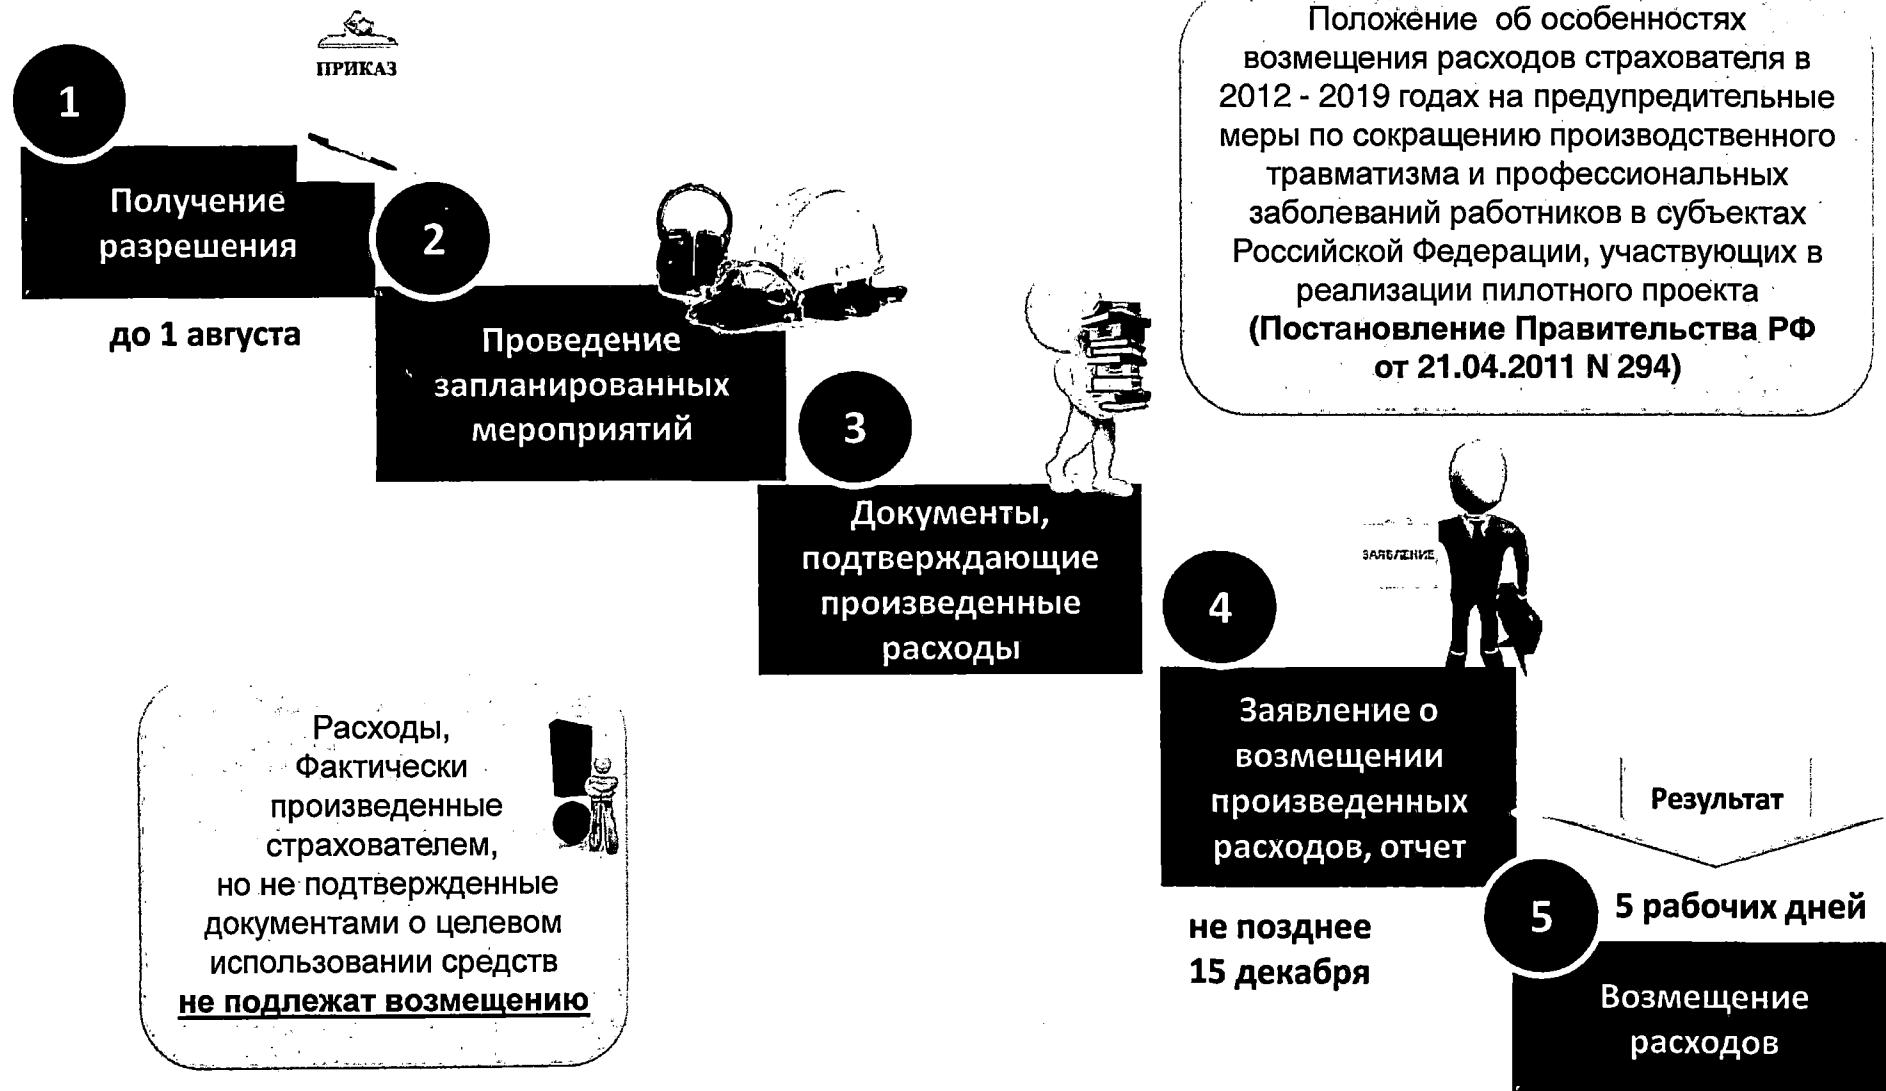 1
ПРИКАЗ
Получение
разрешения
до 1 августа
2
Проведение
запланированных
мероприятий
3
Документы,
подтверждающие
произведенные
расходы
4
ЗАЯВЛЕНИЕ
Заявление о
возмещении
произведенных
расходов, отчет
не позднее
15 декабря
Результат
5
5 рабочих дней
Возмещение
расходов
Положение об особенностях
возмещения расходов страхователя в
2012 - 2019 годах на предупредительные
меры по сокращению производственного
травматизма и профессиональных
заболеваний работников в субъектах
Российской Федерации, участвующих в
реализации пилотного проекта
(Постановление Правительства РФ
от 21.04.2011 N 294)
Расходы,
Фактически
произведенные
страхователем,
но не подтвержденные
документами о целевом
использовании средств
не подлежат возмещению